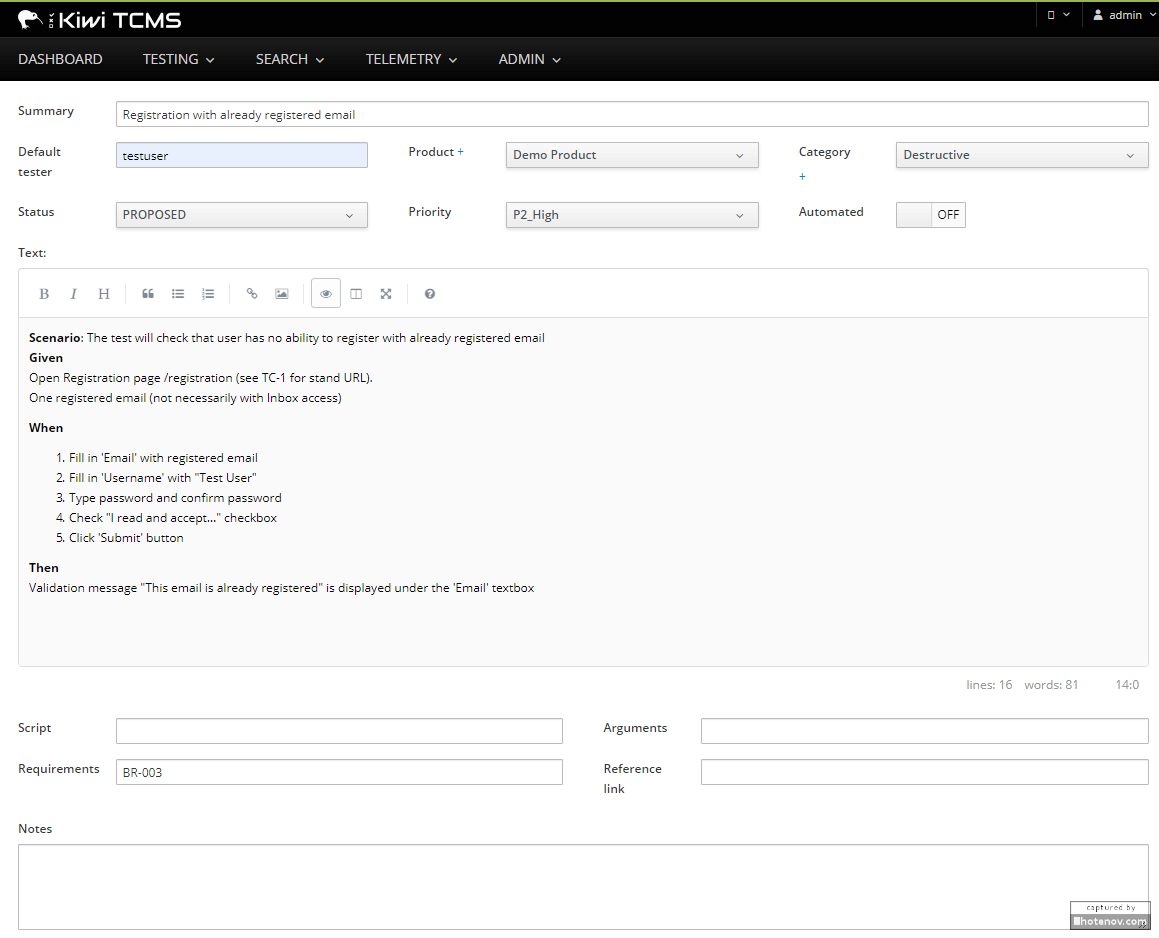 Kiwi TCMS
admin
DASHBOARD TESTING SEARCH TELEMETRY ADMIN
Summary Registration with already registered email
Default tester testuser Product + Demo Product Category + Destructive
Status PROPOSED Priority P2_High Automated OFF
Text:
B I H
Scenario: The test will check that user has no ability to register with already registered email
Given
Open Registration page /registration (see TC-1 for stand URL).
One registered email (not necessarily with Inbox access)
When
1. Fill in 'Email' with registered email
2. Fill in 'Username' with "Test User"
3. Type password and confirm password
4. Check "I read and accept..." checkbox
5. Click 'Submit' button
Then
Validation message "This email is already registered" is displayed under the 'Email' textbox
lines: 16 words: 81 14:0
Script Arguments
Requirements BR-003 Reference link
Notes
captured by
hotenov.com